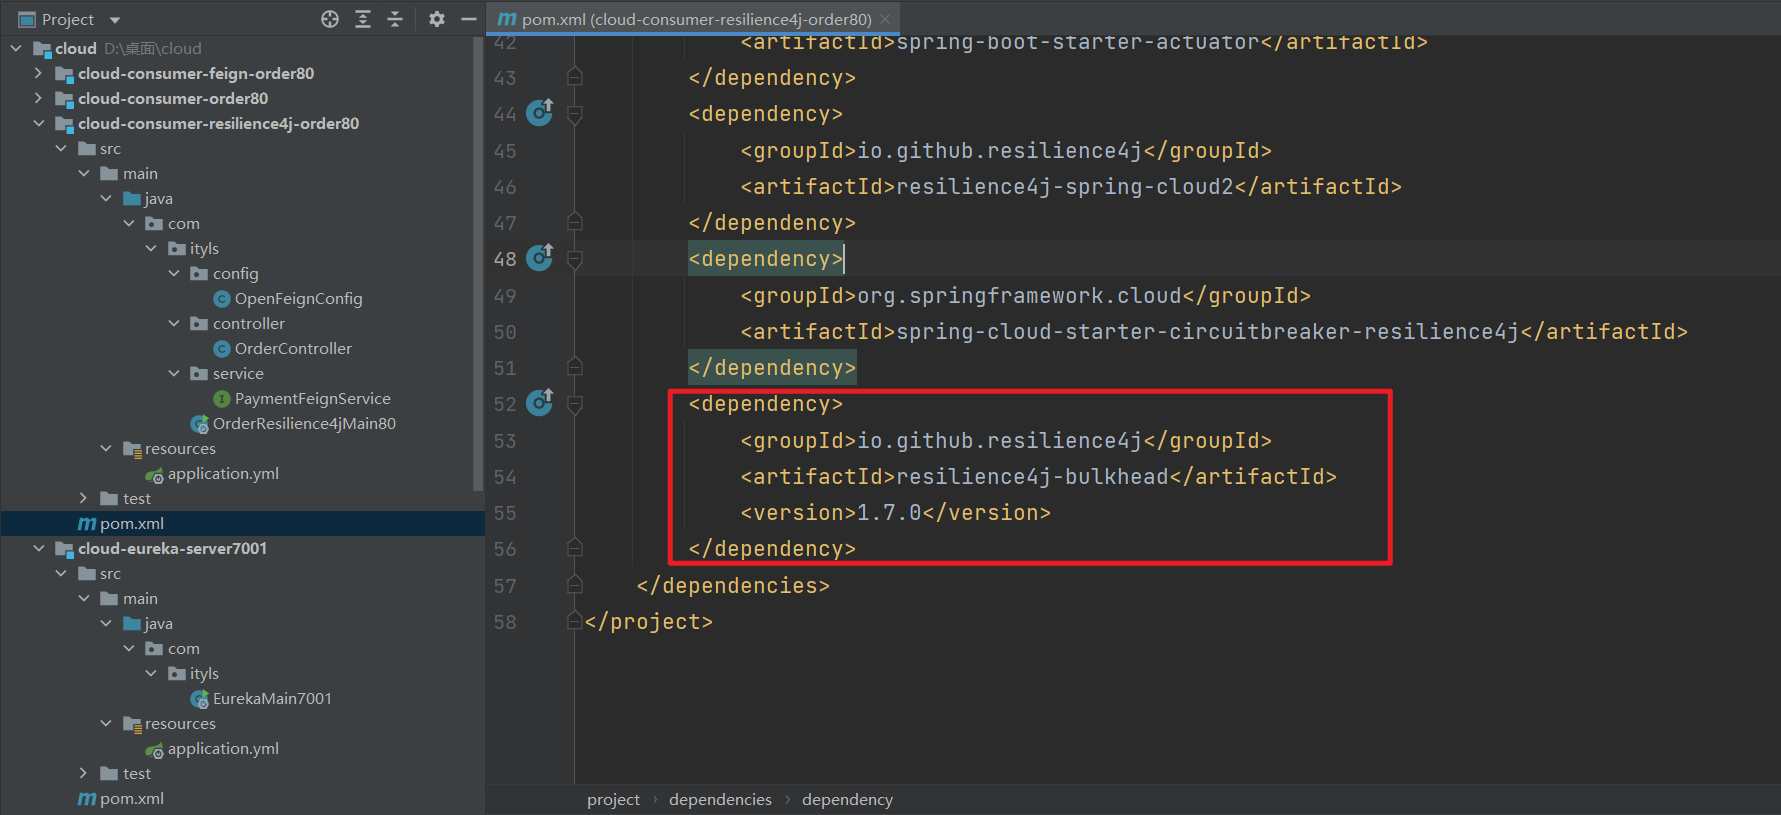 Project
cloud D:\桌面\cloud
cloud-consumer-feign-order80
cloud-consumer-order80
cloud-consumer-resilience4j-order80
src
main
java
com
ityls
config
OpenFeignConfig
controller
OrderController
service
PaymentFeignService
OrderResilience4jMain80
resources
application.yml
test
pom.xml
cloud-eureka-server7001
src
main
java
com
ityls
EurekaMain7001
resources
application.yml
test
pom.xml
pom.xml (cloud-consumer-resilience4j-order80)
42 <artifactId>spring-boot-starter-actuator</artifactId>
43 </dependency>
44 <dependency>
45 <groupId>io.github.resilience4j</groupId>
46 <artifactId>resilience4j-spring-cloud2</artifactId>
47 </dependency>
48 <dependency>
49 <groupId>org.springframework.cloud</groupId>
50 <artifactId>spring-cloud-starter-circuitbreaker-resilience4j</artifactId>
51 </dependency>
52 <dependency>
53 <groupId>io.github.resilience4j</groupId>
54 <artifactId>resilience4j-bulkhead</artifactId>
55 <version>1.7.0</version>
56 </dependency>
57 </dependencies>
58 </project>
project › dependencies › dependency